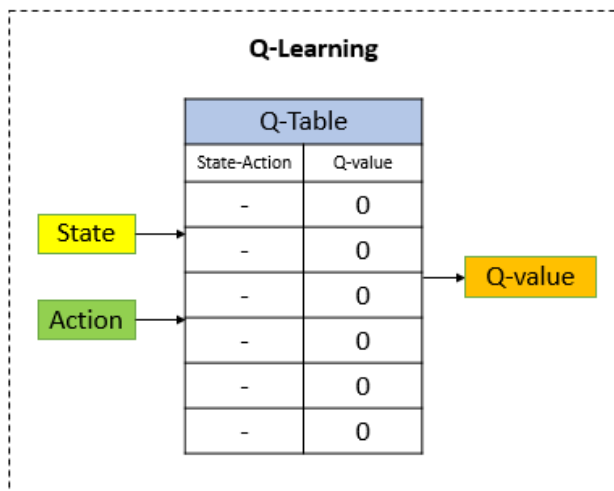 Q-Learning
Q-Table
State-Action Q-value
- 0
- 0
- 0
- 0
- 0
- 0
State
Action
Q-value